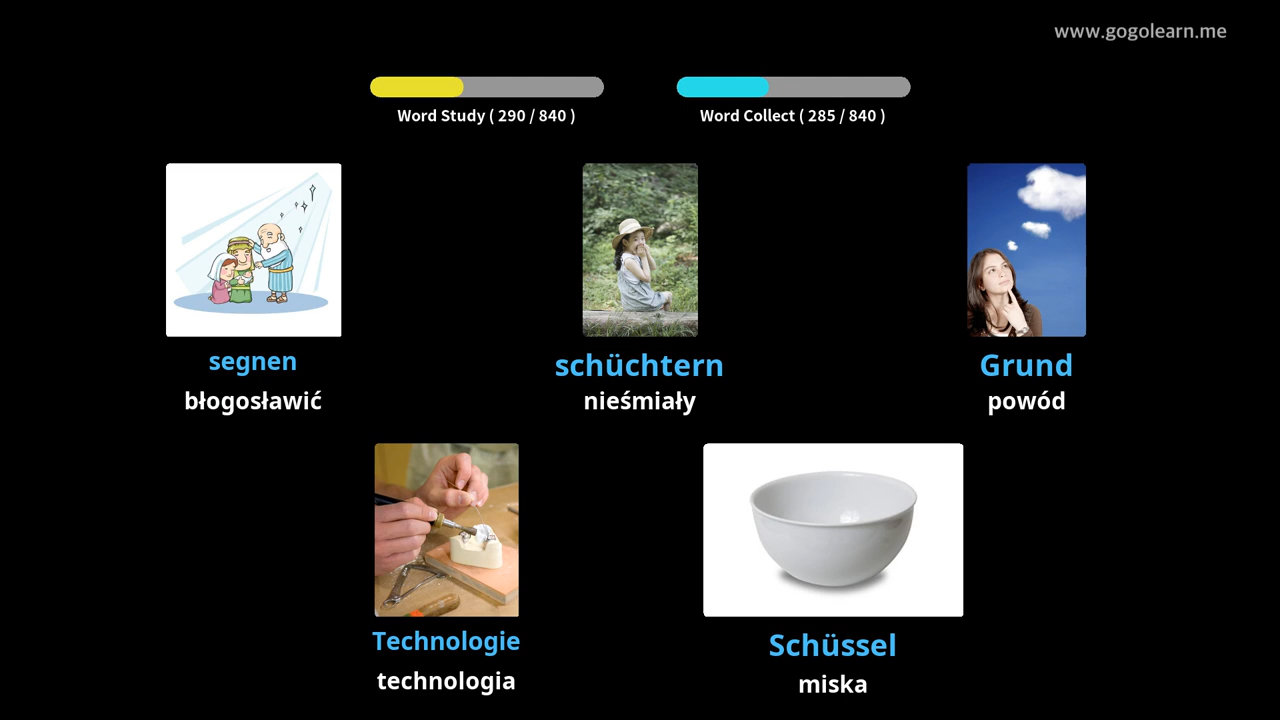 www.gogolearn.me
Word Study ( 290 / 840 )
Word Collect ( 285 / 840 )
segnen
błogosławić
schüchtern
nieśmiały
Grund
powód
Technologie
technologia
Schüssel
miska